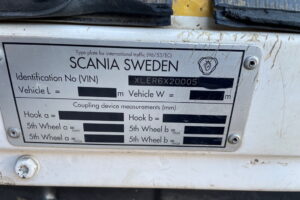 Type plate for international traffic (96/53/EC)
SCANIA SWEDEN
Identification No (VIN) XLER6X20005
Vehicle L = m Vehicle W = m
Coupling device measurements (mm)
Hook a = Hook b =
5th Wheel a = 5th Wheel b =
5th Wheel a = 5th Wheel b =